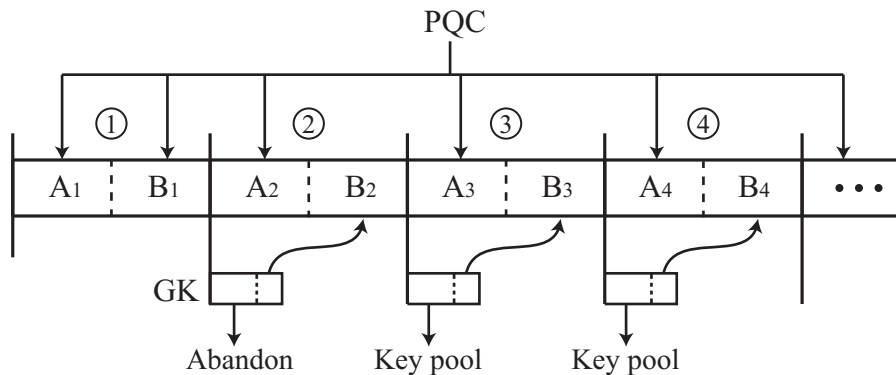 PQC
① ② ③ ④
A1 B1 A2 B2 A3 B3 A4 B4 •••
GK
Abandon Key pool Key pool